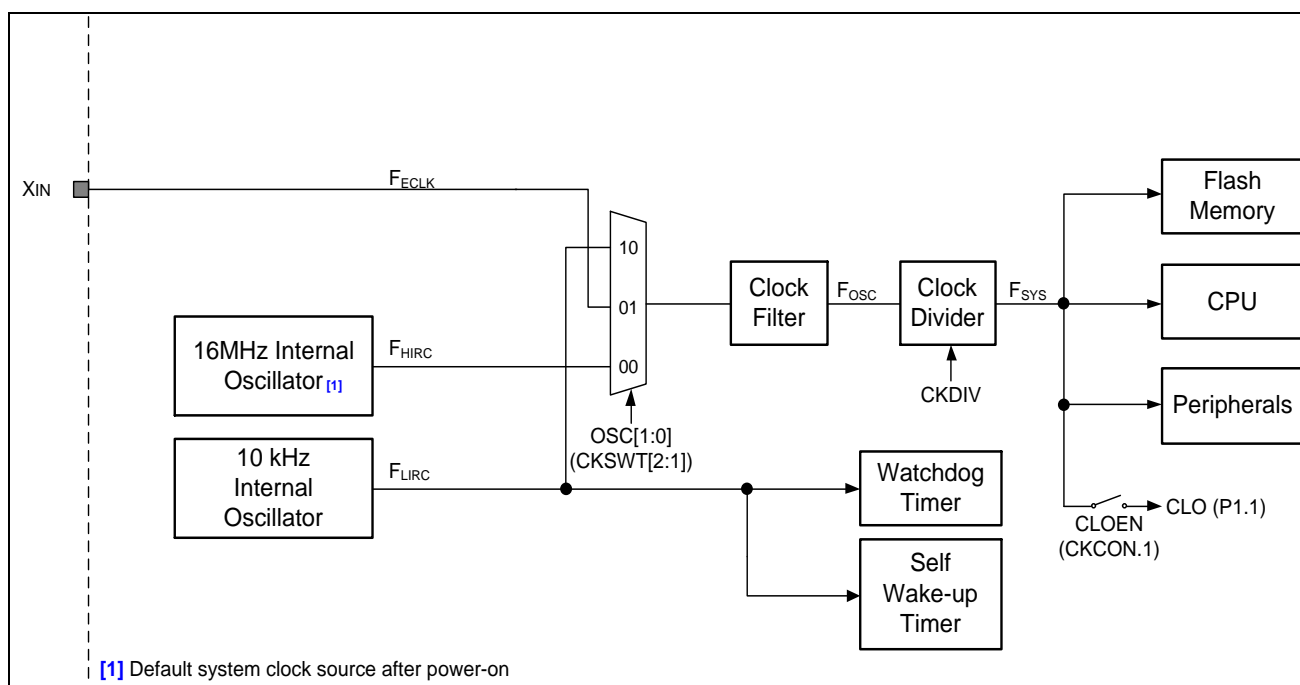 XIN
FECLK
10
01
00
16MHz Internal
Oscillator [1]
FHIRC
10 kHz
Internal
Oscillator
FLIRC
OSC[1:0]
(CKSWT[2:1])
Clock
Filter
FOSC
Clock
Divider
FSYS
CKDIV
Flash
Memory
CPU
Peripherals
CLO (P1.1)
CLOEN
(CKCON.1)
Watchdog
Timer
Self
Wake-up
Timer
[1] Default system clock source after power-on